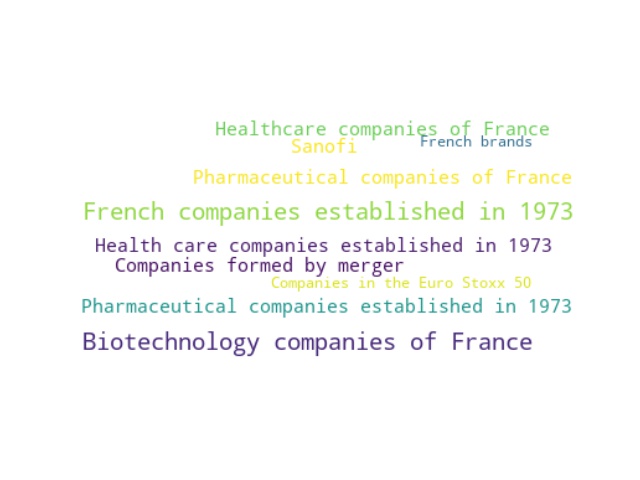 Healthcare companies of France
French brands
Sanofi
Pharmaceutical companies of France
French companies established in 1973
Health care companies established in 1973
Companies formed by merger
Companies in the Euro Stoxx 50
Pharmaceutical companies established in 1973
Biotechnology companies of France